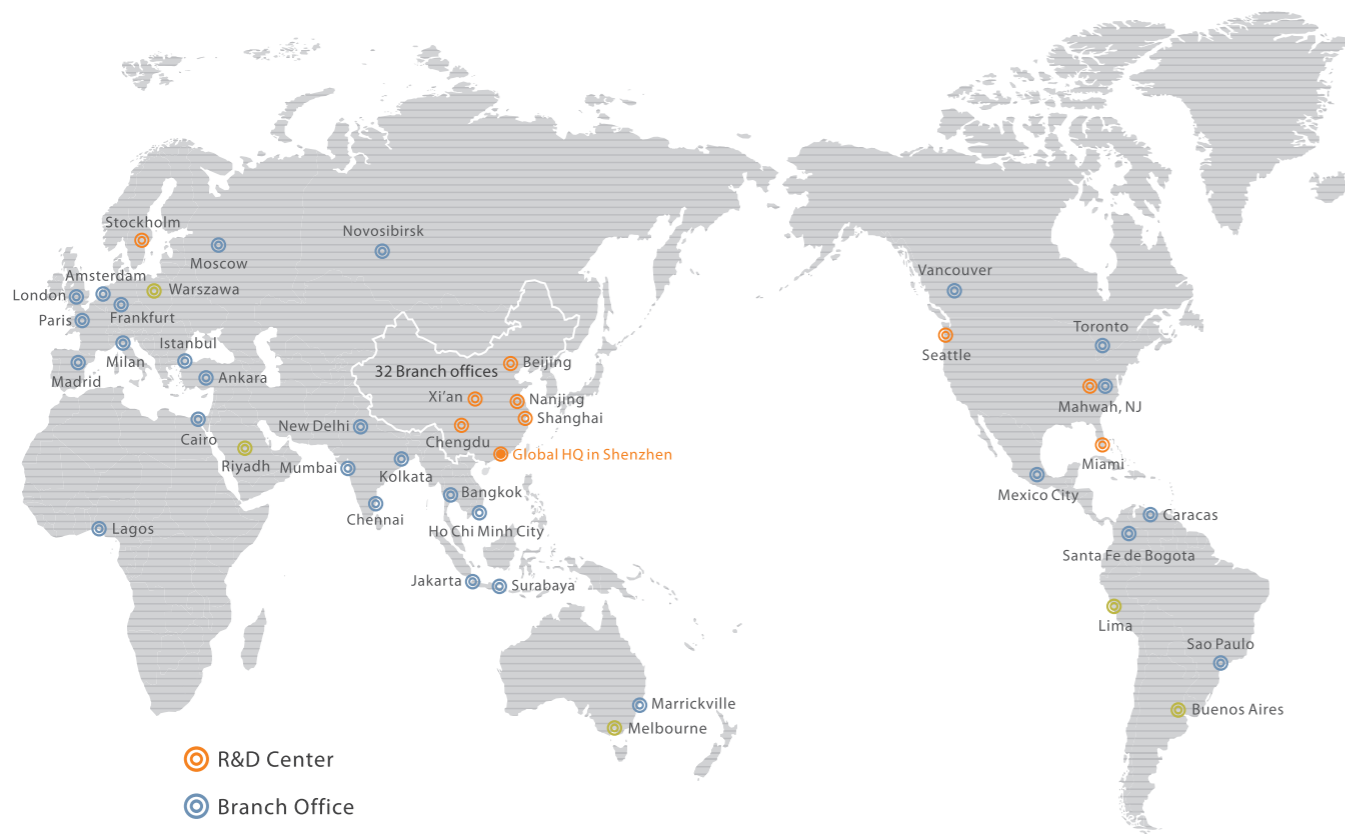 Stockholm
Novosibirsk
Moscow
Amsterdam
Warszawa
London
Frankfurt
Paris
Istanbul
Milan
Madrid
Ankara
Vancouver
Toronto
Seattle
32 Branch offices
Beijing
Xi'an
Nanjing
Shanghai
Chengdu
Mahwah, NJ
New Delhi
Cairo
Riyadh
Mumbai
Kolkata
Global HQ in Shenzhen
Miami
Mexico City
Bangkok
Chennai
Ho Chi Minh City
Lagos
Caracas
Santa Fe de Bogota
Jakarta
Surabaya
Lima
Sao Paulo
Marrickville
Melbourne
Buenos Aires
R&D Center
Branch Office